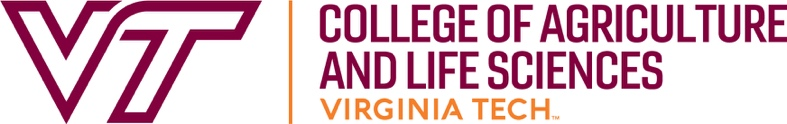 VT
COLLEGE OF AGRICULTURE
AND LIFE SCIENCES
VIRGINIA TECH™